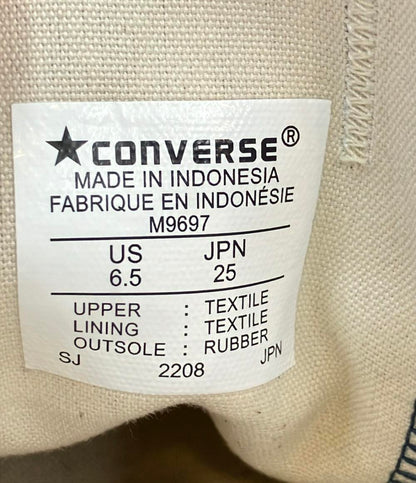 ★CONVERSE®
MADE IN INDONESIA
FABRIQUE EN INDONÉSIE
M9697
US JPN
6.5 25
UPPER : TEXTILE
LINING : TEXTILE
OUTSOLE : RUBBER
SJ 2208 JPN